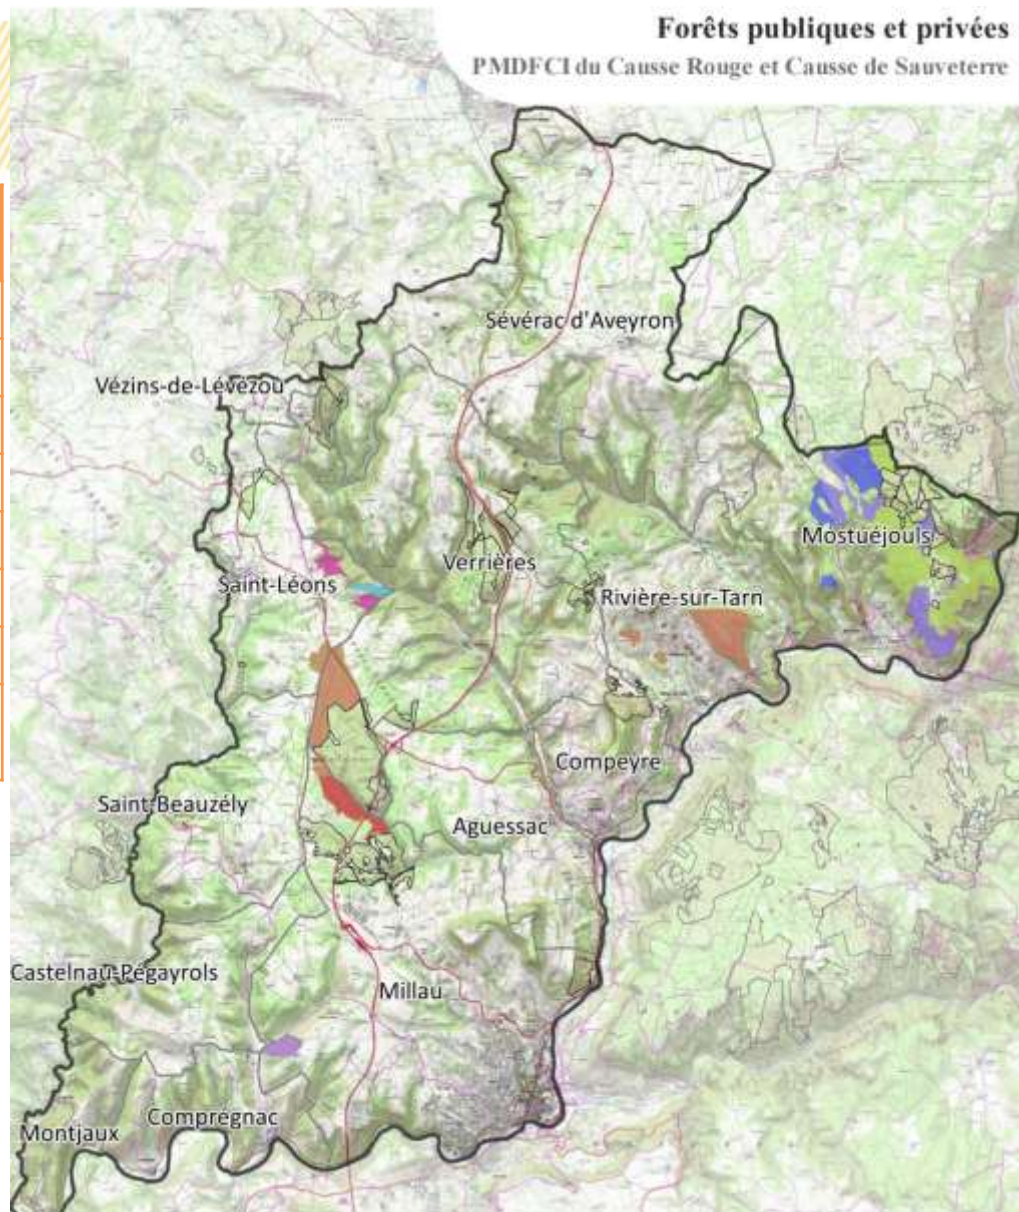 Forêts publiques et privées
PMDFCI du Causse Rouge et Causse de Sauveterre
Sévérac d'Aveyron
Vézins-de-Lévézou
Mostuéjouls
Verrières
Saint-Léons
Rivière-sur-Tarn
Compeyre
Saint-Beauzély
Aguessac
Castelnau-Pégayrols
Millau
Comprégnac
Montjaux